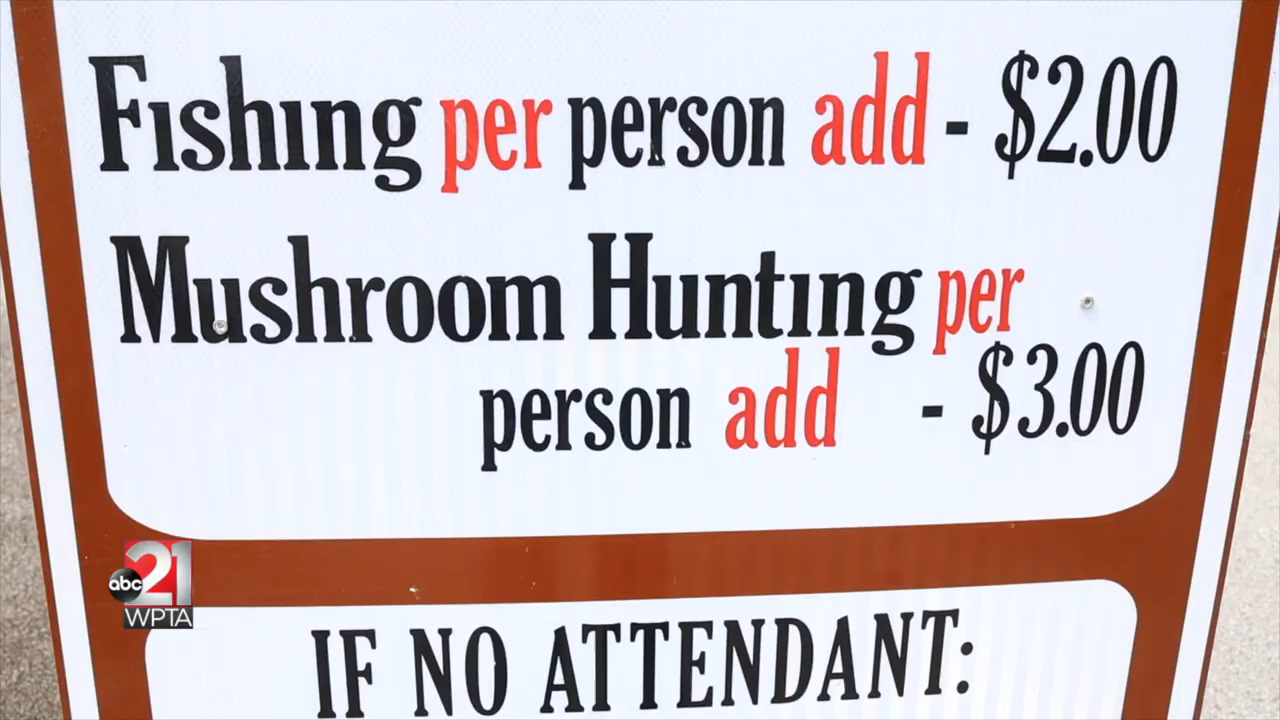 Fishing per person add - $2.00
Mushroom Hunting per
person add - $3.00
abc 21
WPTA
IF NO ATTENDANT: